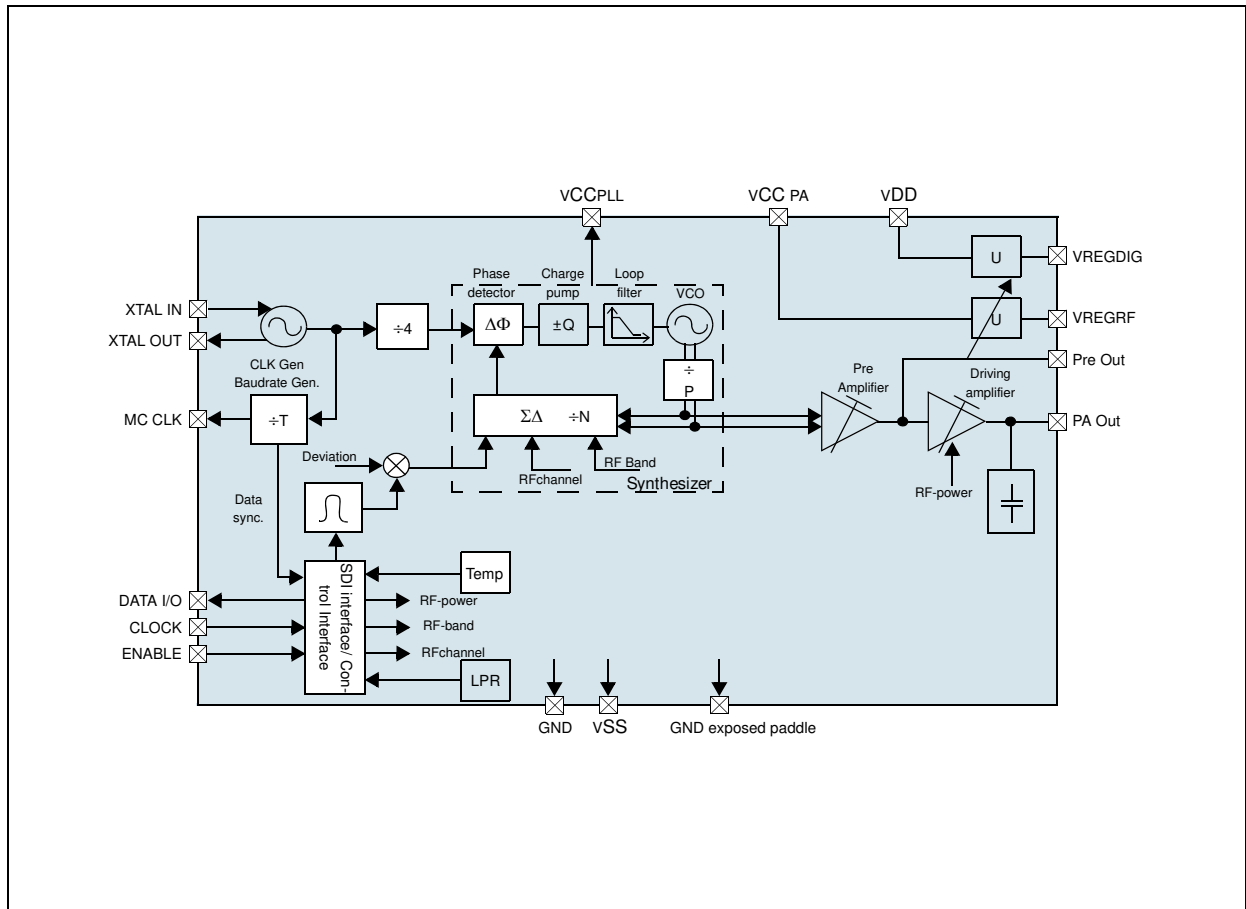 VCCPLL
VCC PA
VDD
U
VREGDIG
Phase
detector
Charge
pump
Loop
filter
VCO
XTAL IN
XTAL OUT
÷4
ΔΦ
±Q
U
VREGRF
Pre Out
CLK Gen
Baudrate Gen.
÷
P
Pre
Amplifier
Driving
amplifier
MC CLK
÷T
ΣΔ ÷N
PA Out
Deviation
RFchannel
RF Band
Synthesizer
RF-power
Data
sync.
SDI interface/ Con-
trol Interface
Temp
DATA I/O
RF-power
CLOCK
RF-band
ENABLE
RFchannel
LPR
GND
VSS
GND exposed paddle